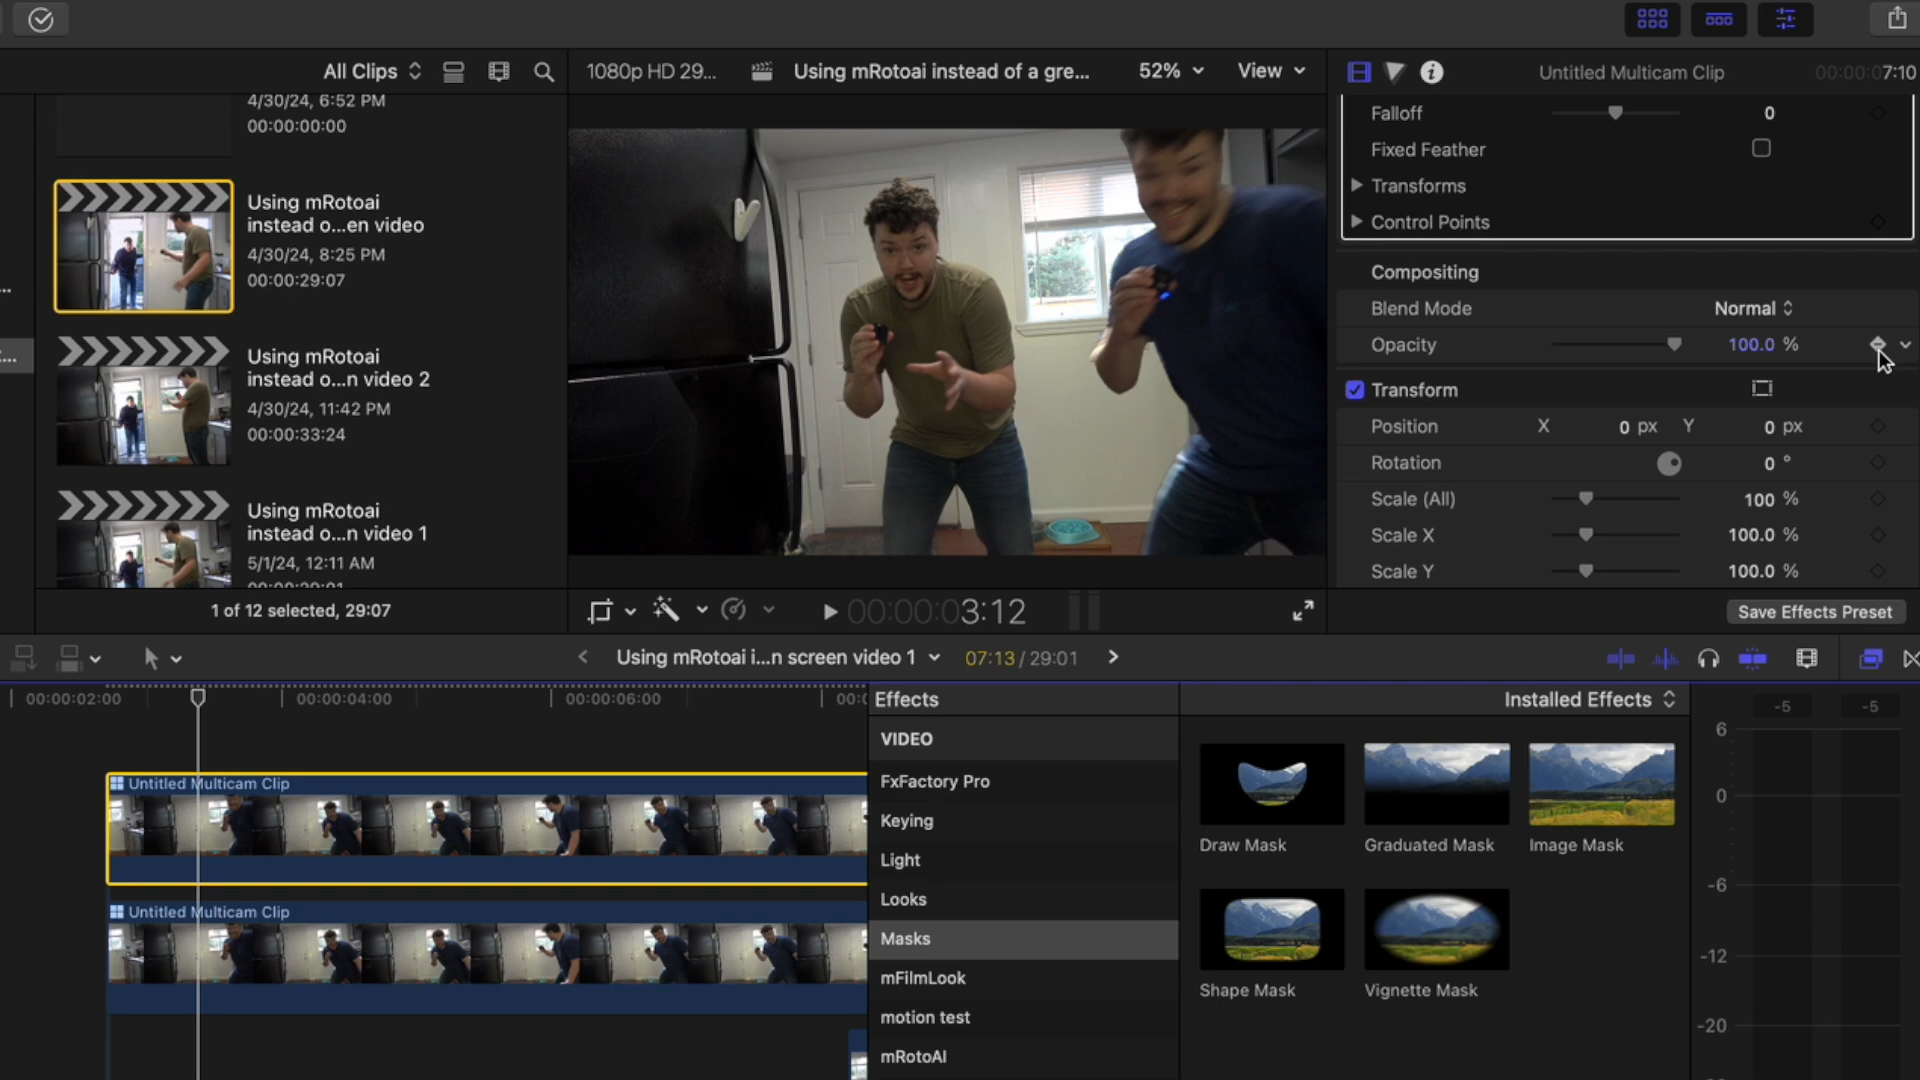 All Clips
1080p HD 29...
Using mRotoai instead of a gre...
52%
View
Untitled Multicam Clip
00:00:07:10
4/30/24, 6:52 PM
00:00:00:00
Using mRotoai
instead o...en video
4/30/24, 8:25 PM
00:00:29:07
Using mRotoai
instead o...n video 2
4/30/24, 11:42 PM
00:00:33:24
Using mRotoai
instead o...n video 1
5/1/24, 12:11 AM
1 of 12 selected, 29:07
00:00:03:12
Falloff
0
Fixed Feather
Transforms
Control Points
Compositing
Blend Mode
Normal
Opacity
100.0 %
Transform
Position
X
0 px
Y
0 px
Rotation
0 °
Scale (All)
100 %
Scale X
100.0 %
Scale Y
100.0 %
Save Effects Preset
Using mRotoai i...n screen video 1
07:13 / 29:01
00:00:02:00
00:00:04:00
00:00:06:00
Untitled Multicam Clip
Untitled Multicam Clip
Effects
Installed Effects
VIDEO
FxFactory Pro
Keying
Light
Looks
Masks
mFilmLook
motion test
mRotoAI
Draw Mask
Graduated Mask
Image Mask
Shape Mask
Vignette Mask
-5
-5
6
0
-6
-12
-20